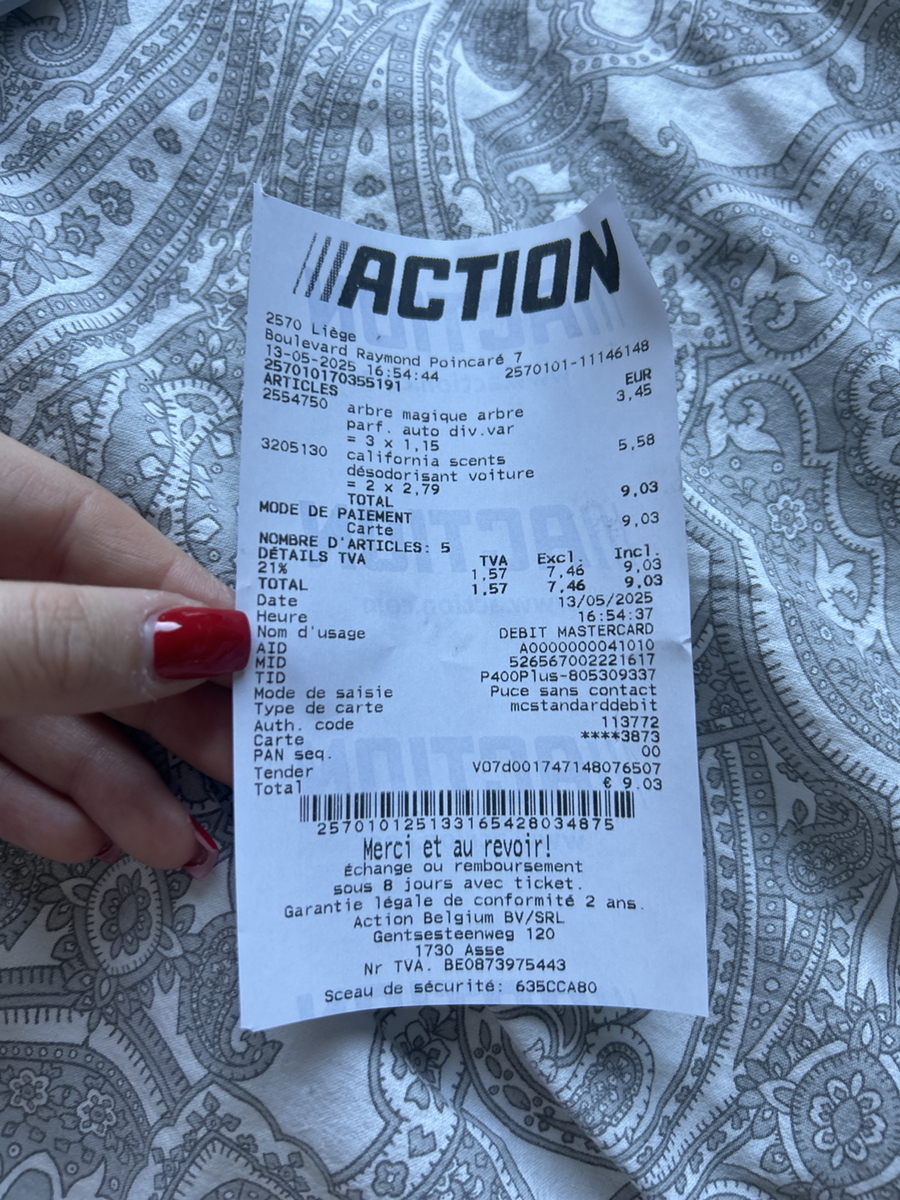 ACTION
2570 Liège
Boulevard Raymond Poincaré 7
13-05-2025 16:54:44 2570101-11146148
257010170355191
ARTICLES EUR
2554750 arbre magique arbre 3,45
parf. auto div.var
= 3 x 1,15
3205130 california scents 5,58
désodorisant voiture
= 2 x 2,79
TOTAL 9,03
MODE DE PAIEMENT
Carte 9,03
NOMBRE D'ARTICLES: 5
DÉTAILS TVA TVA Excl. Incl.
21% 1,57 7,46 9,03
TOTAL 1,57 7,46 9,03
Date 13/05/2025
Heure 16:54:37
Nom d'usage DEBIT MASTERCARD
AID A0000000041010
MID 526567002221617
TID P400Plus-805309337
Mode de saisie Puce sans contact
Type de carte mcstandarddebit
Auth. code 113772
Carte ****3873
PAN seq. 00
Tender V07d001747148076507
Total € 9.03
257010125133165428034875
Merci et au revoir!
échange ou remboursement
sous 8 jours avec ticket.
Garantie légale de conformité 2 ans.
Action Belgium BV/SRL
Gentsesteenweg 120
1730 Asse
Nr TVA. BE0873975443
Sceau de sécurité: 635CCA80